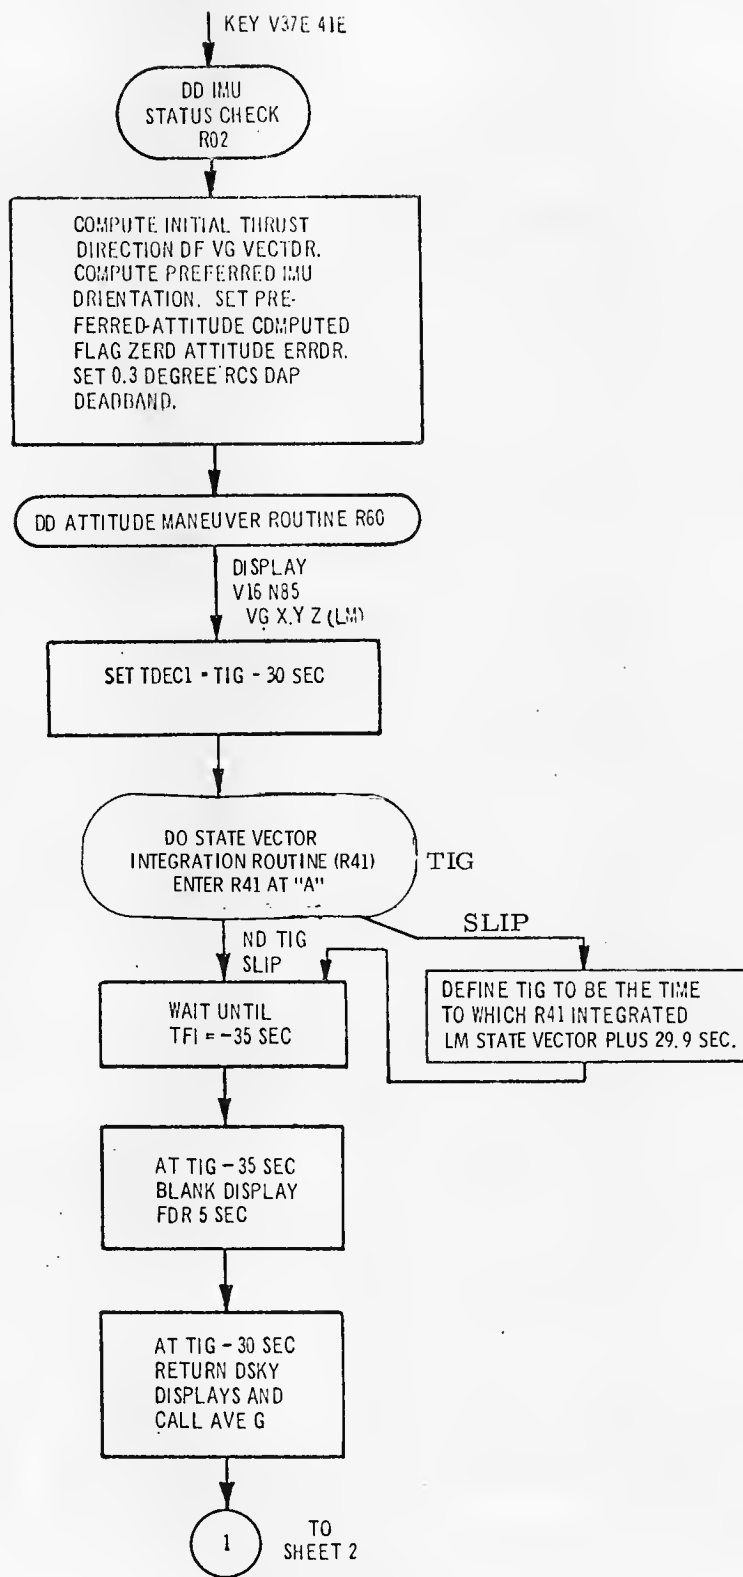 KEY V37E 41E
DO IMU
STATUS CHECK
R02
COMPUTE INITIAL THRUST
DIRECTION OF VG VECTOR.
COMPUTE PREFERRED IMU
ORIENTATION. SET PRE-
FERRED-ATTITUDE COMPUTED
FLAG ZERO ATTITUDE ERROR.
SET 0.3 DEGREE RCS DAP
DEADBAND.
DO ATTITUDE MANEUVER ROUTINE R60
DISPLAY
V16 N85
VG X,Y Z (LM)
SET TDEC1 = TIG - 30 SEC
DO STATE VECTOR
INTEGRATION ROUTINE (R41)
ENTER R41 AT "A"
TIG
SLIP
NO TIG
SLIP
WAIT UNTIL
TFI = -35 SEC
DEFINE TIG TO BE THE TIME
TO WHICH R41 INTEGRATED
LM STATE VECTOR PLUS 29.9 SEC.
AT TIG - 35 SEC
BLANK DISPLAY
FOR 5 SEC
AT TIG - 30 SEC
RETURN DSKY
DISPLAYS AND
CALL AVE G
1
TO
SHEET 2